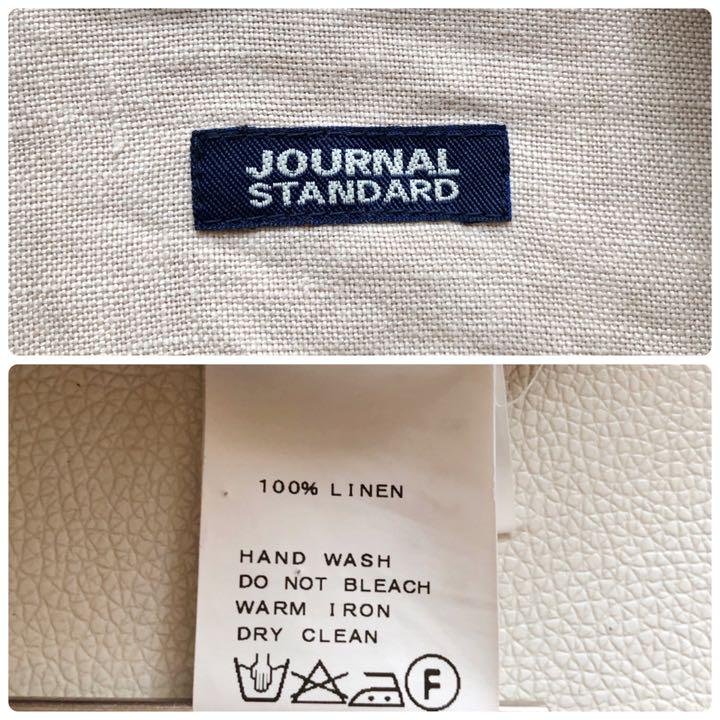 JOURNAL
STANDARD
100% LINEN
HAND WASH
DO NOT BLEACH
WARM IRON
DRY CLEAN
F